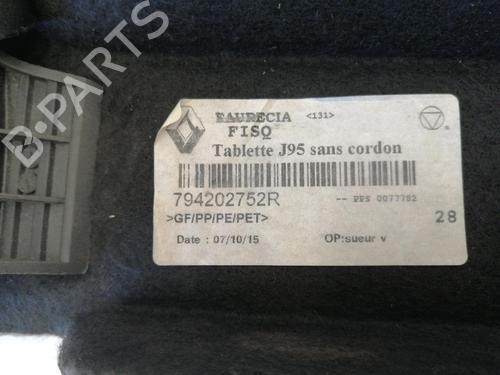 FAURECIA <131>
FISQ
Tablette J95 sans cordon
794202752R -- PPS 0077782
>GF/PP/PE/PET< 28
Date : 07/10/15 OP:sueur v